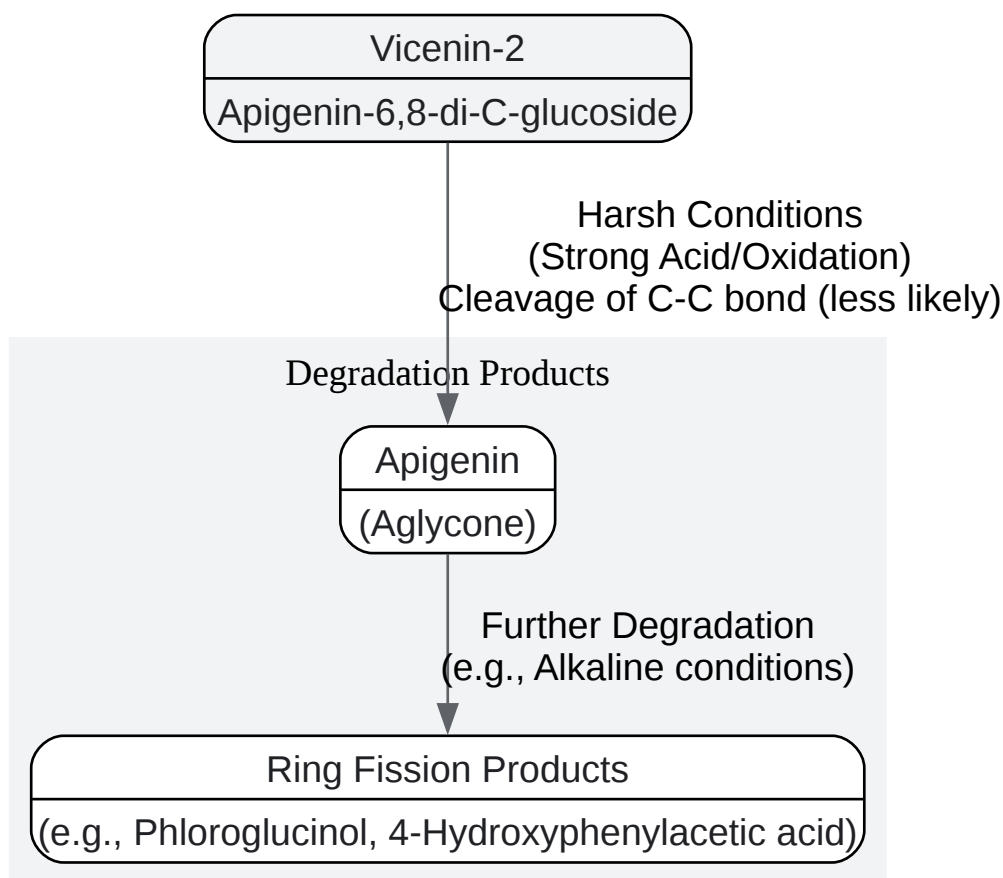 Vicenin-2
Apigenin-6,8-di-C-glucoside
Harsh Conditions
(Strong Acid/Oxidation)
Cleavage of C-C bond (less likely)
Degradation Products
Apigenin
(Aglycone)
Further Degradation
(e.g., Alkaline conditions)
Ring Fission Products
(e.g., Phloroglucinol, 4-Hydroxyphenylacetic acid)